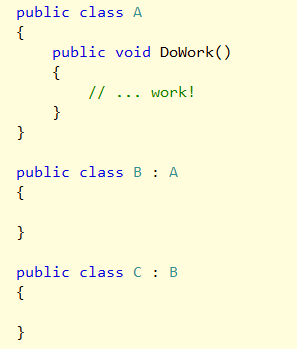 public class A
{
    public void DoWork()
    {
        // ... work!
    }
}

public class B : A
{

}

public class C : B
{

}